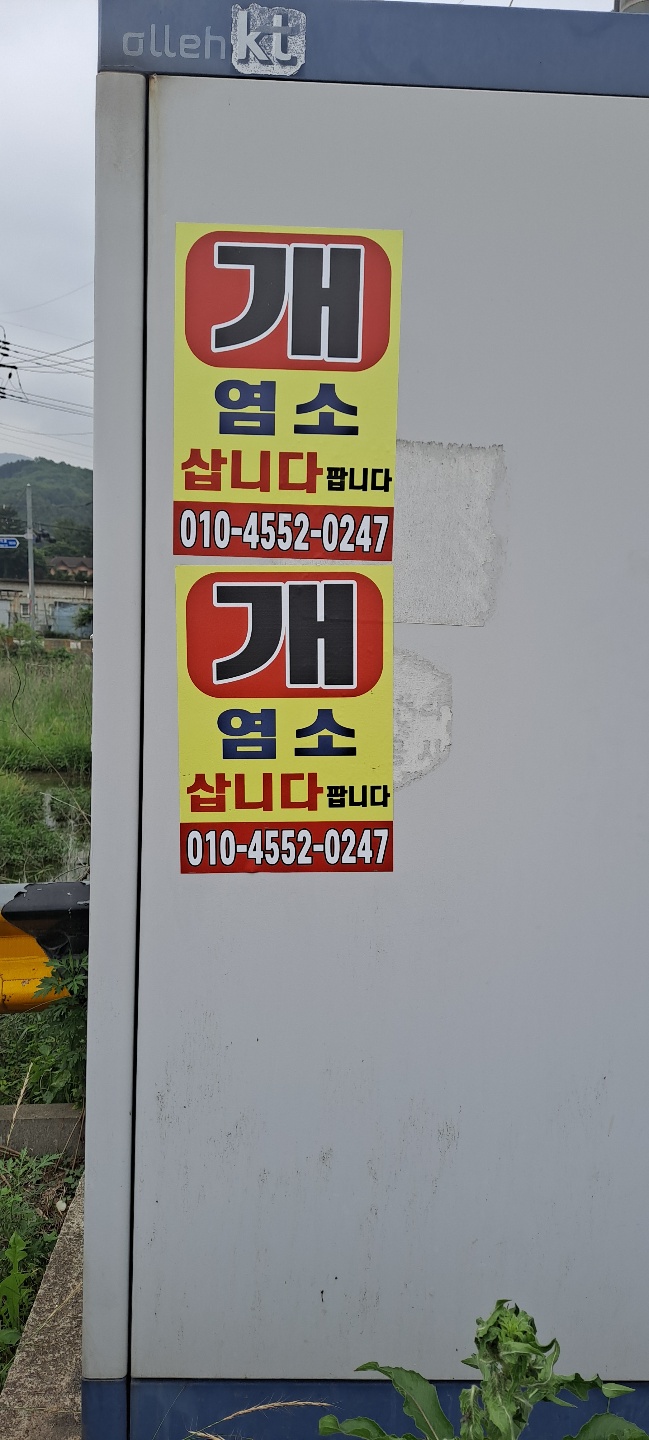 olleh kt
개
염소
삽니다 팝니다
010-4552-0247
개
염소
삽니다 팝니다
010-4552-0247